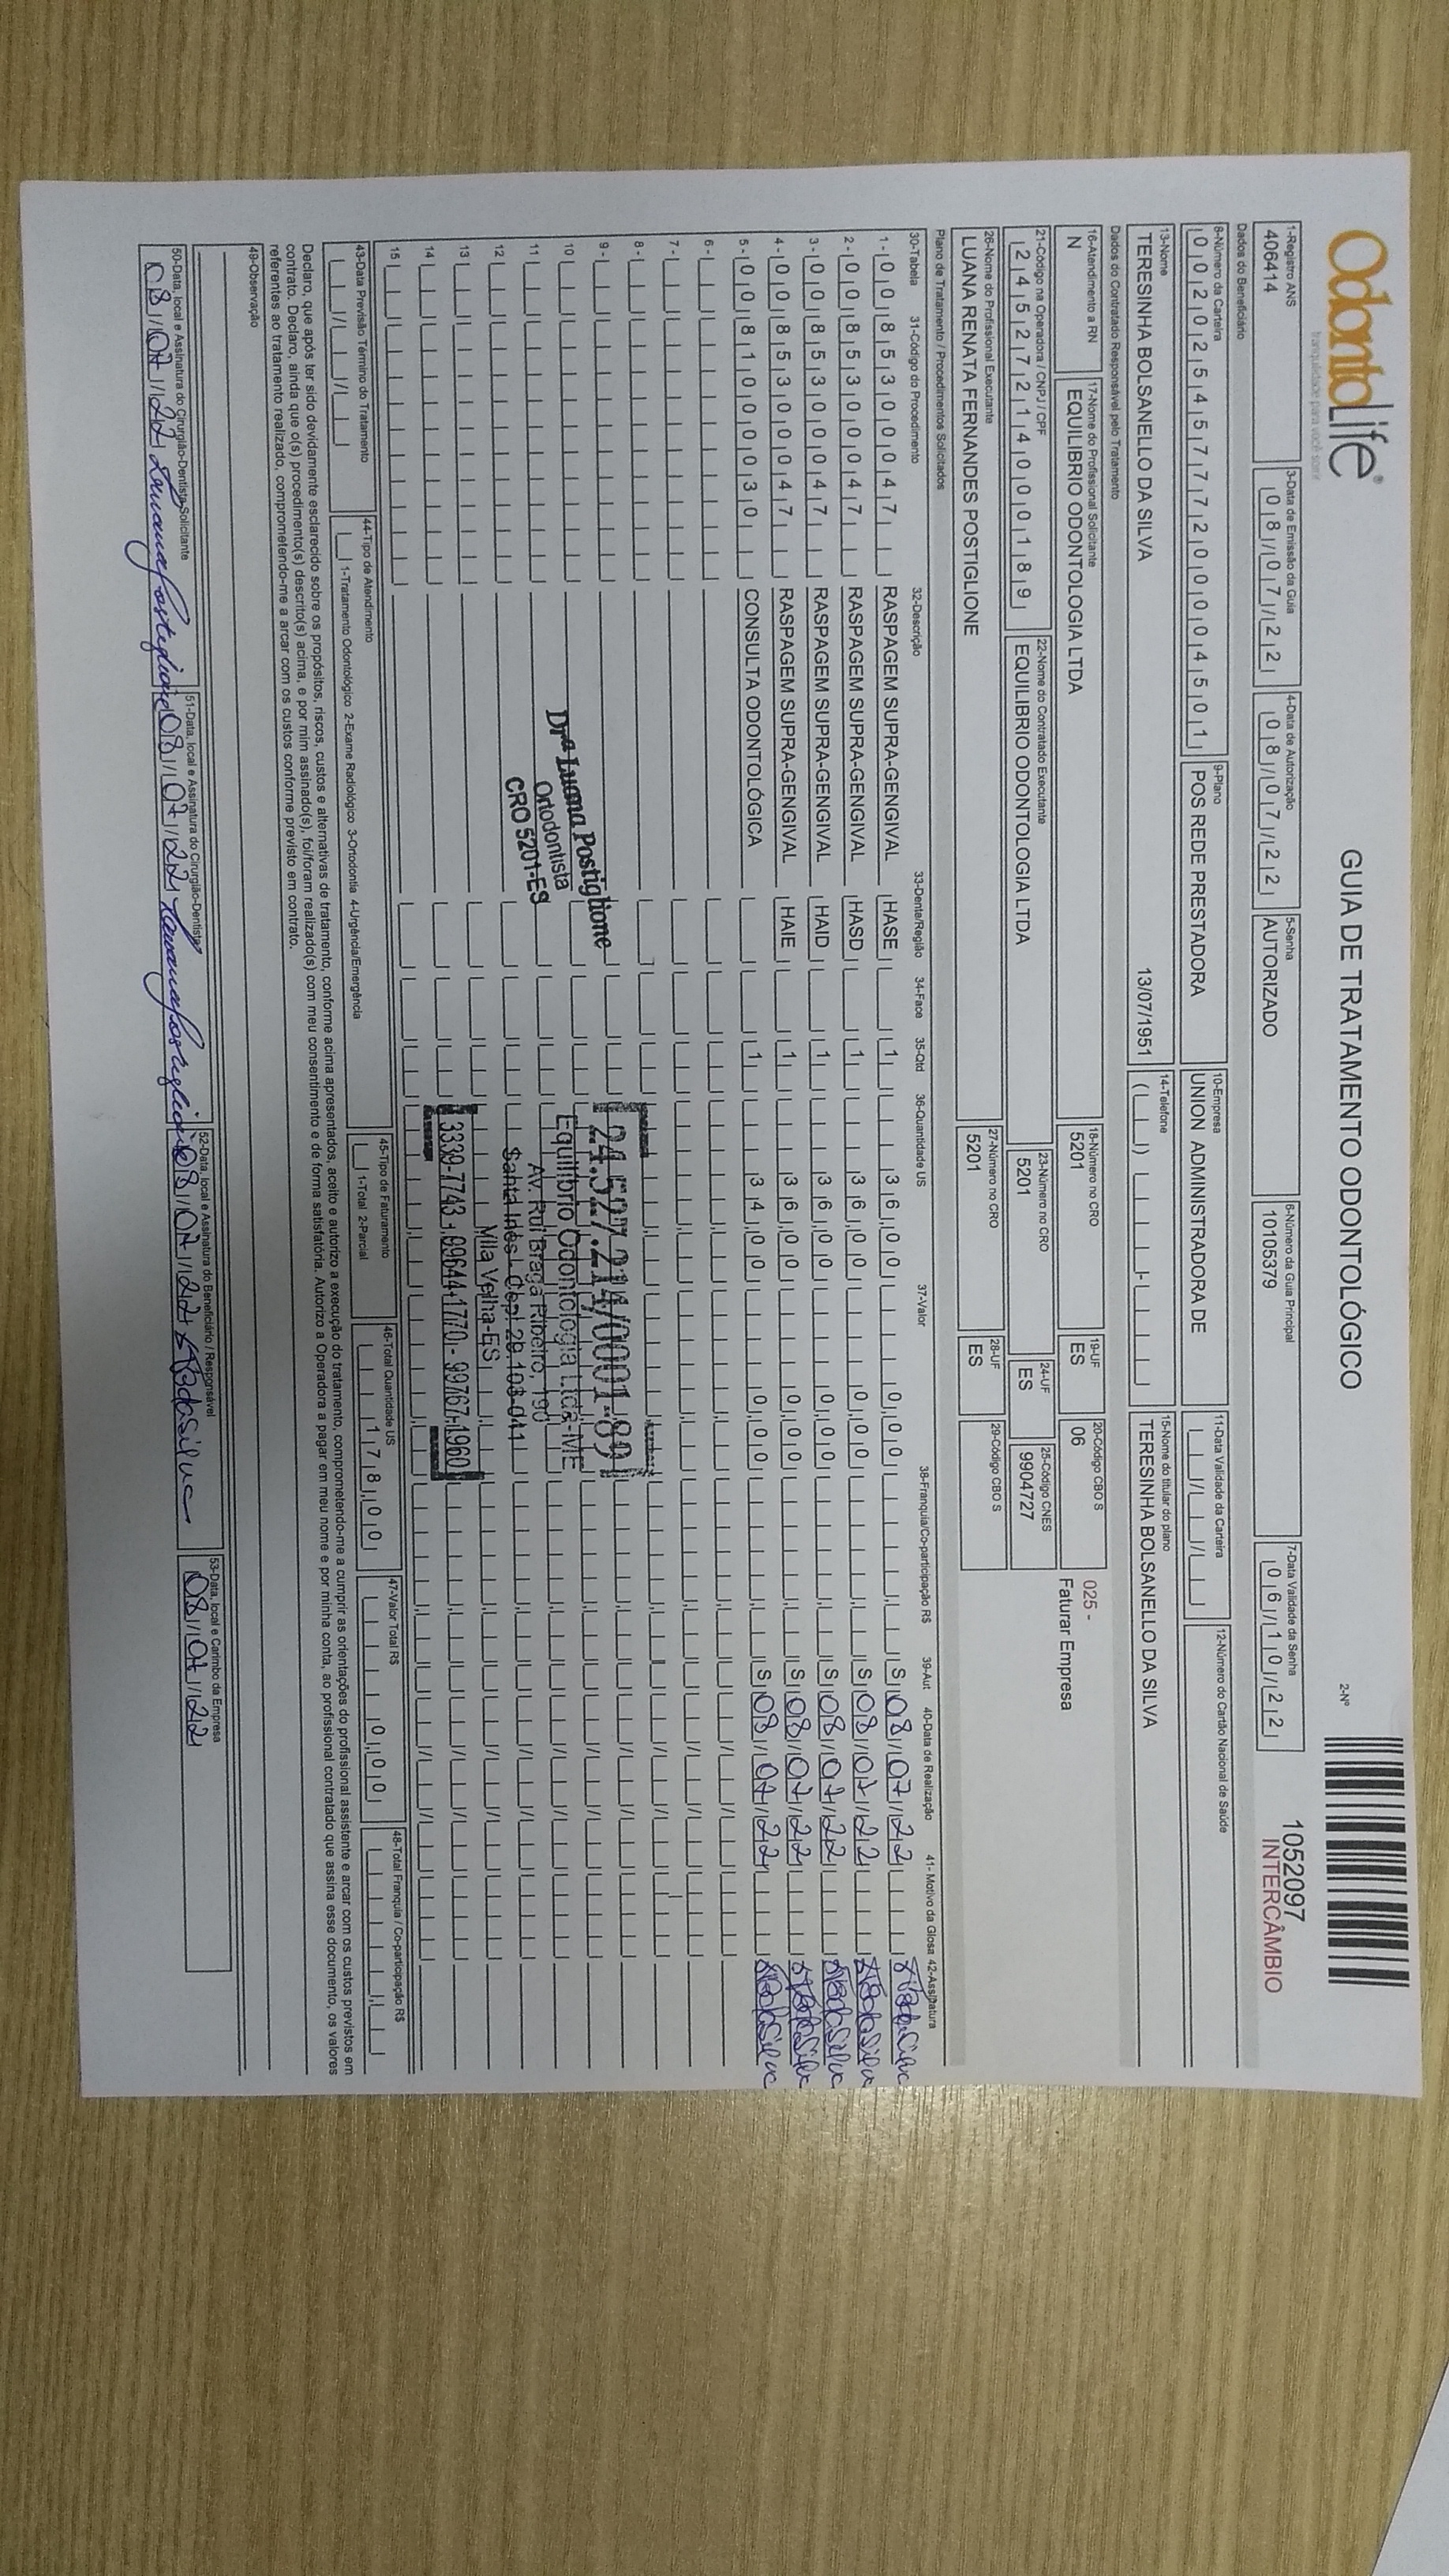 OdontoLife®
tranquilidade para você sorrir
GUIA DE TRATAMENTO ODONTOLÓGICO
2-Nº
1052097
INTERCÂMBIO
1-Registro ANS 3-Data de Emissão da Guia 4-Data de Autorização 5-Senha 6-Número da Guia Principal 7-Data Validade da Senha
406414 08/07/22 08/07/22 AUTORIZADO 10105379 06/10/22
Dados do Beneficiário
8-Número da Carteira 9-Plano 10-Empresa 11-Data Validade da Carteira 12-Número do Cartão Nacional de Saúde
00202545777200004501 POS REDE PRESTADORA UNION ADMINISTRADORA DE
13-Nome 14-Telefone 15-Nome do titular do plano
TERESINHA BOLSANELLO DA SILVA 13/07/1951 TERESINHA BOLSANELLO DA SILVA
Dados do Contratado Responsável pelo Tratamento
16-Atendimento a RN 17-Nome do Profissional Solicitante 18-Número no CRO 19-UF 20-Código CBO S
N EQUILIBRIO ODONTOLOGIA LTDA 5201 ES 06
025 -
Faturar Empresa
21-Código na Operadora / CNPJ / CPF 22-Nome do Contratado Executante 23-Número no CRO 24-UF 25-Código CNES
24527214000189 EQUILIBRIO ODONTOLOGIA LTDA 5201 ES 9904727
26-Nome do Profissional Executante 27-Número no CRO 28-UF 29-Código CBO S
LUANA RENATA FERNANDES POSTIGLIONE 5201 ES
Plano de Tratamento / Procedimentos Solicitados
30-Tabela 31-Código do Procedimento 32-Descrição 33-Dente/Região 34-Face 35-Qtd 36-Quantidade US 37-Valor 38-Franquia/Co-participação R$ 39-Aut 40-Data de Realização 41- Motivo da Glosa 42-Assinatura
1 - 00 85300047 RASPAGEM SUPRA-GENGIVAL HASE 1 36,00 0,00 S 08/07/22
2 - 00 85300047 RASPAGEM SUPRA-GENGIVAL HASD 1 36,00 0,00 S 08/07/22
3 - 00 85300047 RASPAGEM SUPRA-GENGIVAL HAID 1 36,00 0,00 S 08/07/22
4 - 00 85300047 RASPAGEM SUPRA-GENGIVAL HAIE 1 36,00 0,00 S 08/07/22
5 - 00 81000030 CONSULTA ODONTOLÓGICA 1 34,00 0,00 S 08/07/22
6 -
7 -
8 -
9 -
10
11
12
13
14
15
Drª Luana Postiglione
Ortodontista
CRO 5201-ES
24.527.214/0001-89
Equilíbrio Odontologia Ltda-ME
Av. Rui Braga Ribeiro, 190
Santa Inês - Cep! 29.108-041
Vila Velha-ES
3339-7743 - 99644-1770 - 99767-1960
43-Data Previsão Término do Tratamento 44-Tipo de Atendimento 45-Tipo de Faturamento 46-Total Quantidade US 47-Valor Total R$ 48-Total Franquia / Co-participação R$
1-Tratamento Odontológico 2-Exame Radiológico 3-Ortodontia 4-Urgência/Emergência 1-Total 2-Parcial 178,00 0,00
Declaro, que após ter sido devidamente esclarecido sobre os propósitos, riscos, custos e alternativas de tratamento, conforme acima apresentados, aceito e autorizo a execução do tratamento, comprometendo-me a cumprir as orientações do profissional assistente e arcar com os custos previstos em
contrato. Declaro, ainda que o(s) procedimento(s) descrito(s) acima, e por mim assinado(s), foi/foram realizado(s) com meu consentimento e de forma satisfatória. Autorizo a Operadora a pagar em meu nome e por minha conta, ao profissional contratado que assina esse documento, os valores
referentes ao tratamento realizado, comprometendo-me a arcar com os custos conforme previsto em contrato.
49-Observação
50-Data, local e Assinatura do Cirurgião-Dentista Solicitante 51-Data, local e Assinatura do Cirurgião-Dentista 52-Data, local e Assinatura do Beneficiário / Responsável 53-Data, local e Carimbo da Empresa
08/07/22 Luana Postiglione 08/07/22 Luana Postiglione 08/07/22 08/07/22